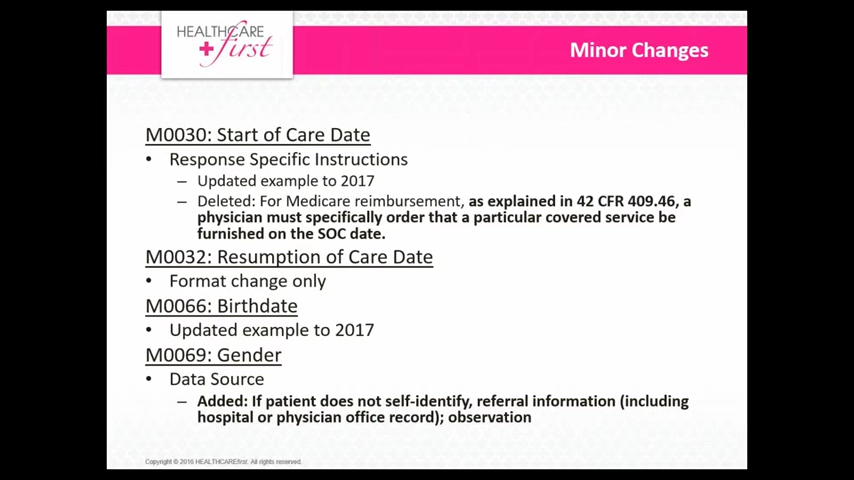 HEALTHCARE
first
Minor Changes
M0030: Start of Care Date
• Response Specific Instructions
– Updated example to 2017
– Deleted: For Medicare reimbursement, as explained in 42 CFR 409.46, a
physician must specifically order that a particular covered service be
furnished on the SOC date.
M0032: Resumption of Care Date
• Format change only
M0066: Birthdate
• Updated example to 2017
M0069: Gender
• Data Source
– Added: If patient does not self-identify, referral information (including
hospital or physician office record); observation
Copyright © 2016 HEALTHCAREfirst. All rights reserved.